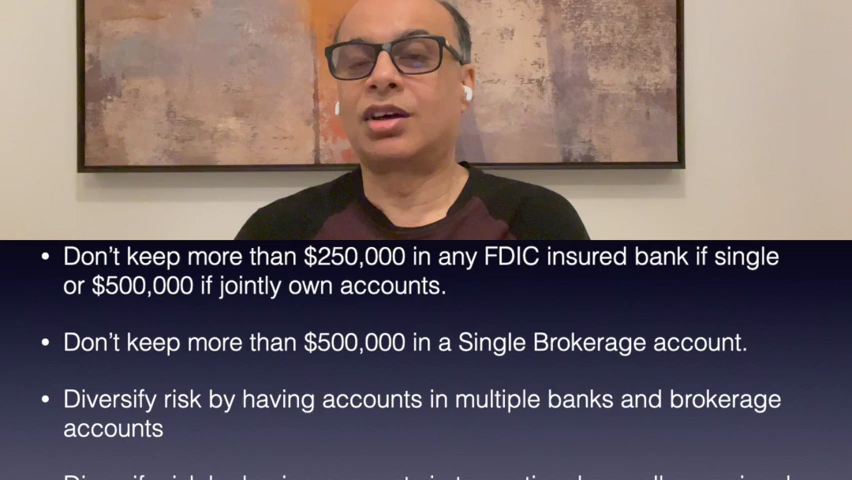 • Don't keep more than $250,000 in any FDIC insured bank if single
or $500,000 if jointly own accounts.
• Don't keep more than $500,000 in a Single Brokerage account.
• Diversify risk by having accounts in multiple banks and brokerage
accounts